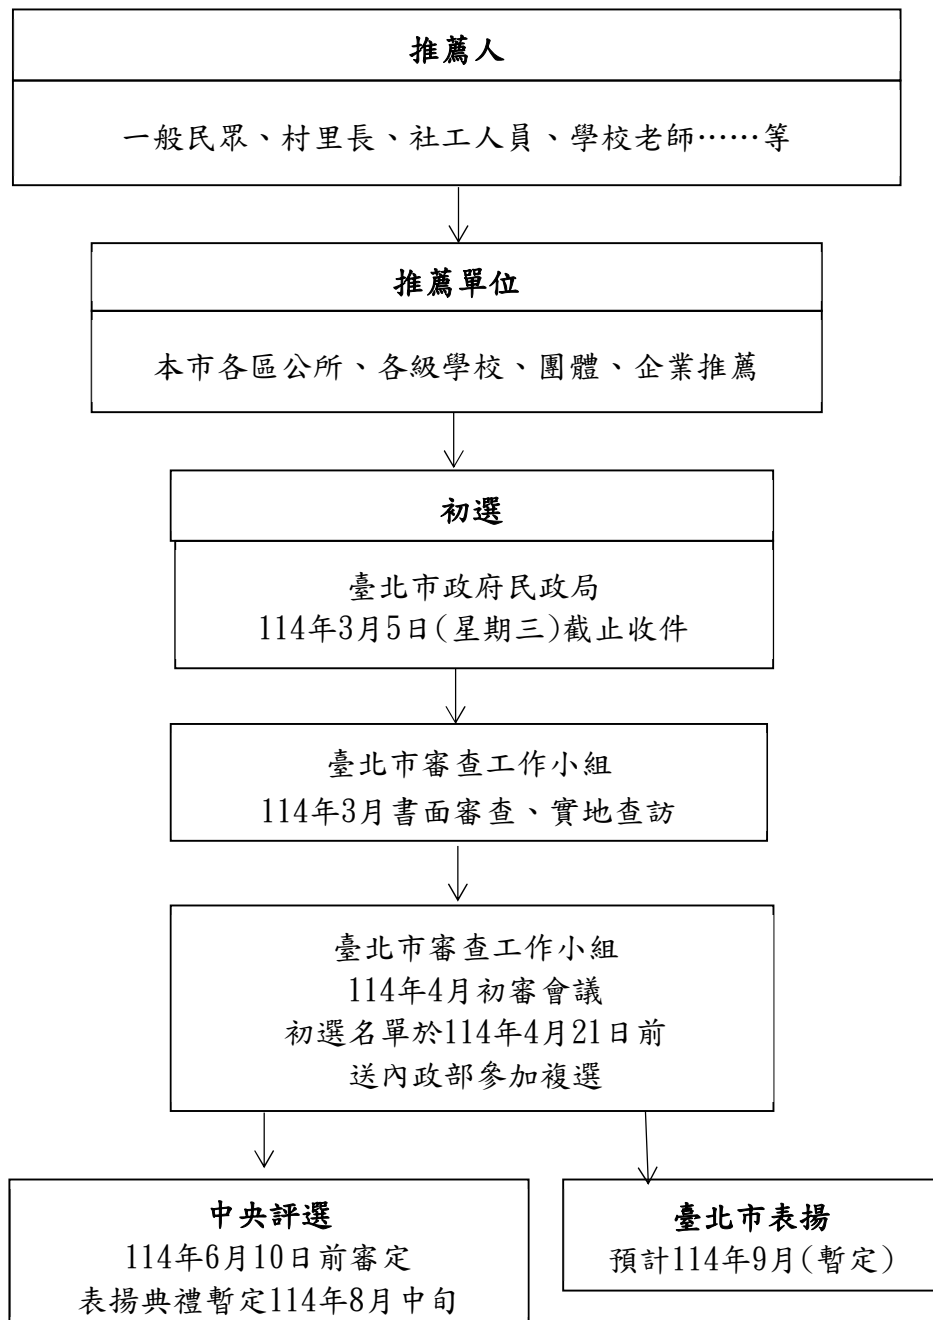 推薦人
一般民眾、村里長、社工人員、學校老師……等
推薦單位
本市各區公所、各級學校、團體、企業推薦
初選
臺北市政府民政局
114年3月5日(星期三)截止收件
臺北市審查工作小組
114年3月書面審查、實地查訪
臺北市審查工作小組
114年4月初審會議
初選名單於114年4月21日前
送內政部參加複選
中央評選
114年6月10日前審定
表揚典禮暫定114年8月中旬
臺北市表揚
預計114年9月(暫定)